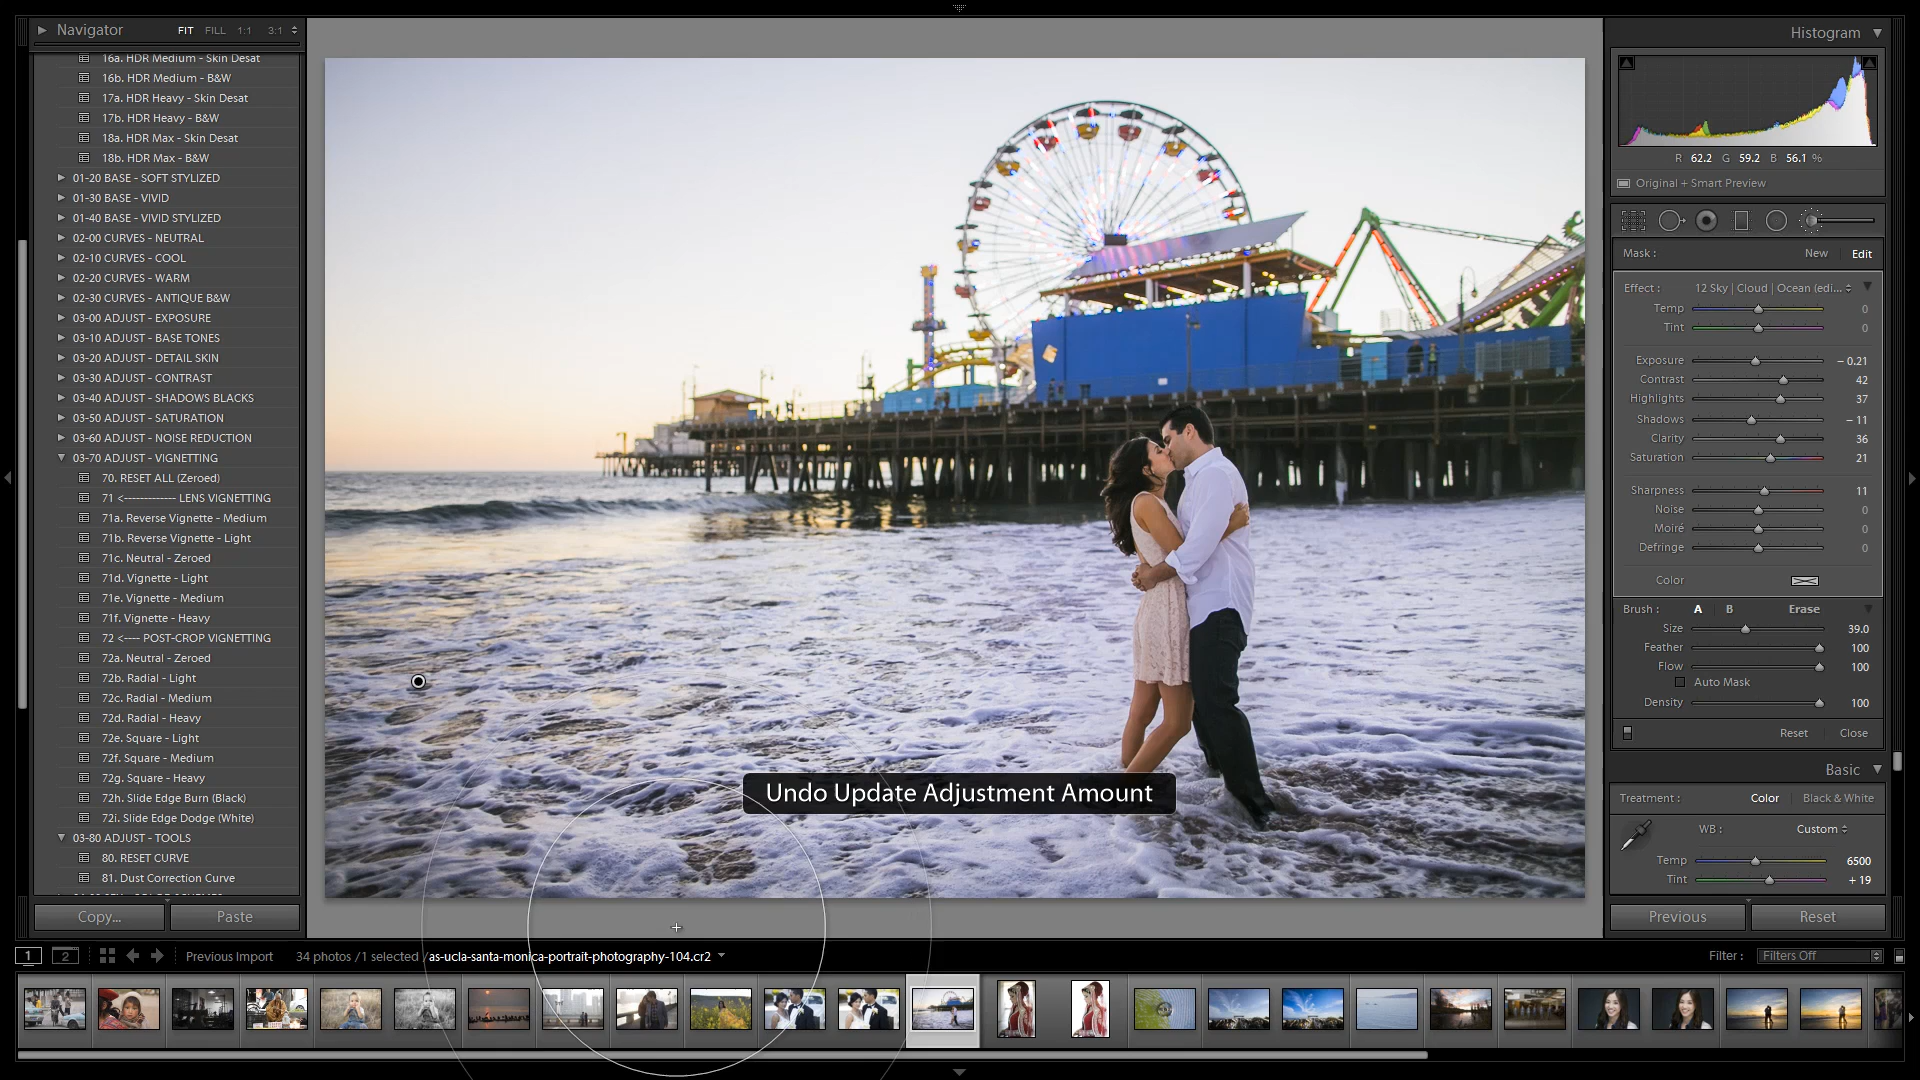 Navigator FIT FILL 1:1 3:1
16a. HDR Medium - Skin Desat
16b. HDR Medium - B&W
17a. HDR Heavy - Skin Desat
17b. HDR Heavy - B&W
18a. HDR Max - Skin Desat
18b. HDR Max - B&W
01-20 BASE - SOFT STYLIZED
01-30 BASE - VIVID
01-40 BASE - VIVID STYLIZED
02-00 CURVES - NEUTRAL
02-10 CURVES - COOL
02-20 CURVES - WARM
02-30 CURVES - ANTIQUE B&W
03-00 ADJUST - EXPOSURE
03-10 ADJUST - BASE TONES
03-20 ADJUST - DETAIL SKIN
03-30 ADJUST - CONTRAST
03-40 ADJUST - SHADOWS BLACKS
03-50 ADJUST - SATURATION
03-60 ADJUST - NOISE REDUCTION
03-70 ADJUST - VIGNETTING
70. RESET ALL (Zeroed)
71 <------------- LENS VIGNETTING
71a. Reverse Vignette - Medium
71b. Reverse Vignette - Light
71c. Neutral - Zeroed
71d. Vignette - Light
71e. Vignette - Medium
71f. Vignette - Heavy
72 <---- POST-CROP VIGNETTING
72a. Neutral - Zeroed
72b. Radial - Light
72c. Radial - Medium
72d. Radial - Heavy
72e. Square - Light
72f. Square - Medium
72g. Square - Heavy
72h. Slide Edge Burn (Black)
72i. Slide Edge Dodge (White)
03-80 ADJUST - TOOLS
80. RESET CURVE
81. Dust Correction Curve
Copy... Paste
Undo Update Adjustment Amount
Histogram
R 62.2 G 59.2 B 56.1 %
Original + Smart Preview
Mask : New Edit
Effect : 12 Sky | Cloud | Ocean (edi...
Temp 0
Tint 0
Exposure - 0.21
Contrast 42
Highlights 37
Shadows - 11
Clarity 36
Saturation 21
Sharpness 11
Noise 0
Moiré 0
Defringe 0
Color
Brush : A B Erase
Size 39.0
Feather 100
Flow 100
Auto Mask
Density 100
Reset Close
Basic
Treatment : Color Black & White
WB : Custom
Temp 6500
Tint + 19
Previous Reset
1 2 Previous Import 34 photos /1 selected /as-ucla-santa-monica-portrait-photography-104.cr2 Filter : Filters Off